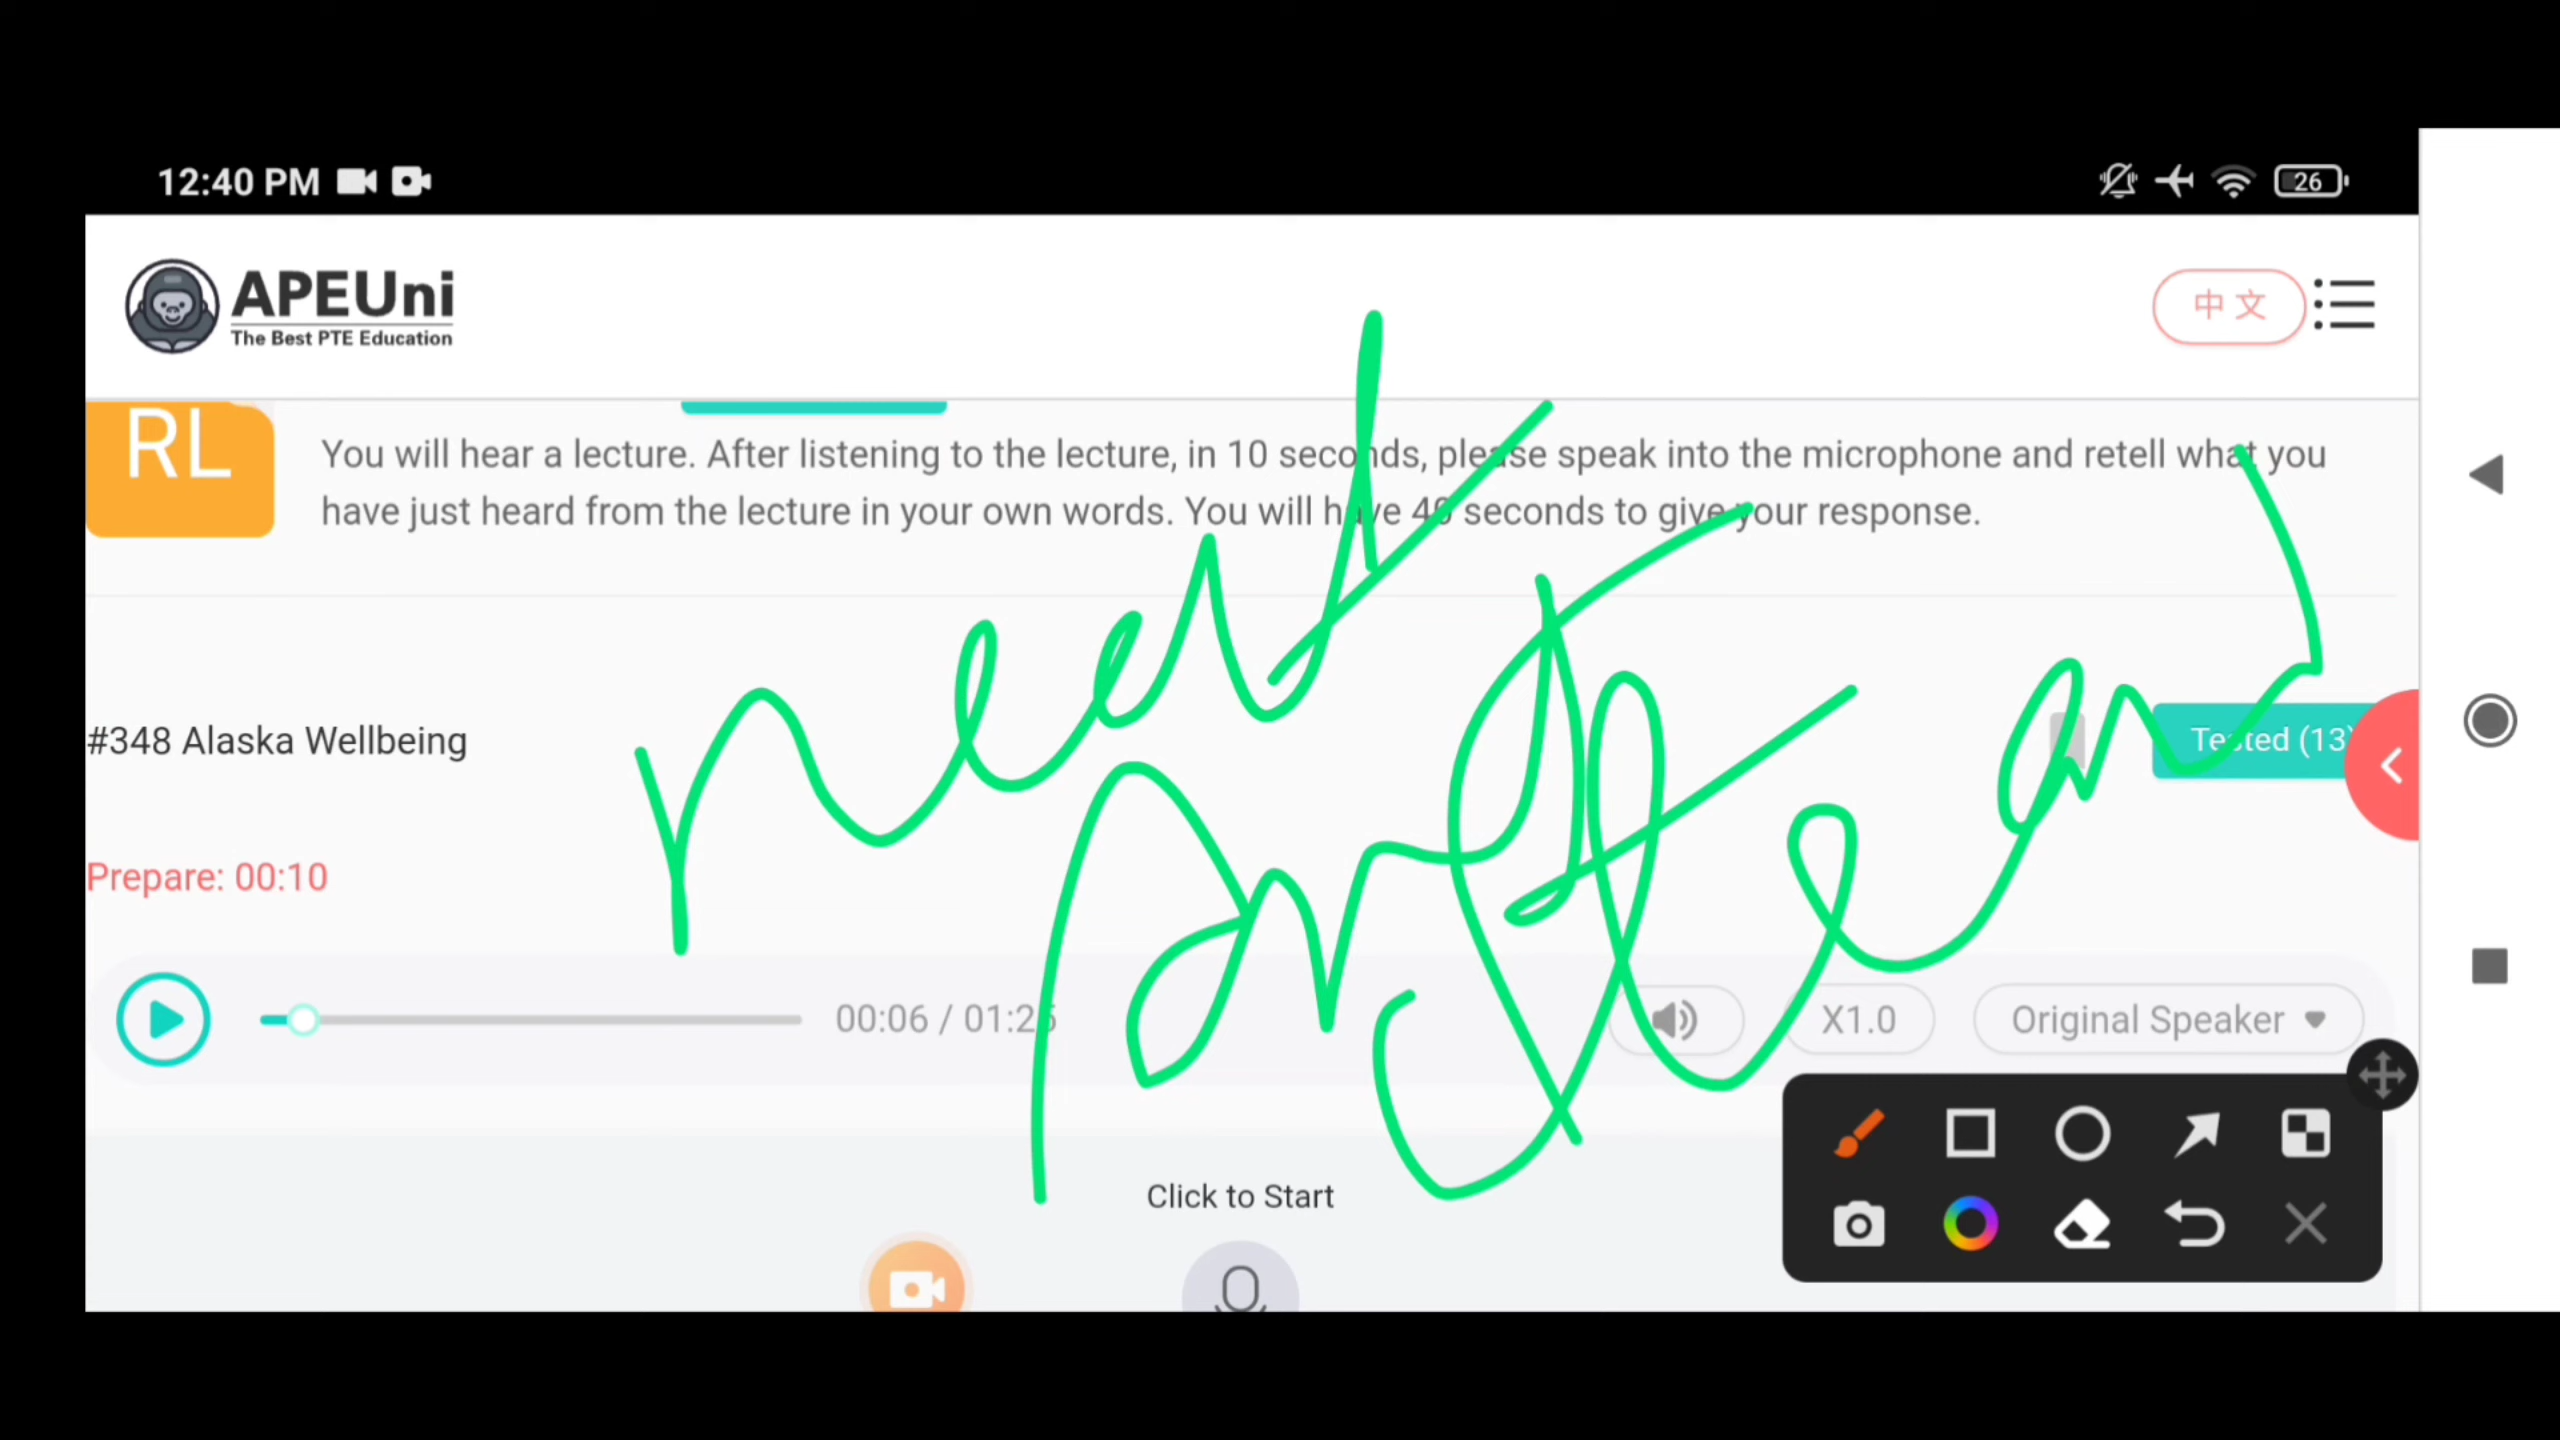 12:40 PM
26
APEUni
The Best PTE Education
中文
RL
You will hear a lecture. After listening to the lecture, in 10 seconds, please speak into the microphone and retell what you
have just heard from the lecture in your own words. You will have 40 seconds to give your response.
#348 Alaska Wellbeing
Tested (13)
Prepare: 00:10
00:06 / 01:25
X1.0
Original Speaker
Click to Start